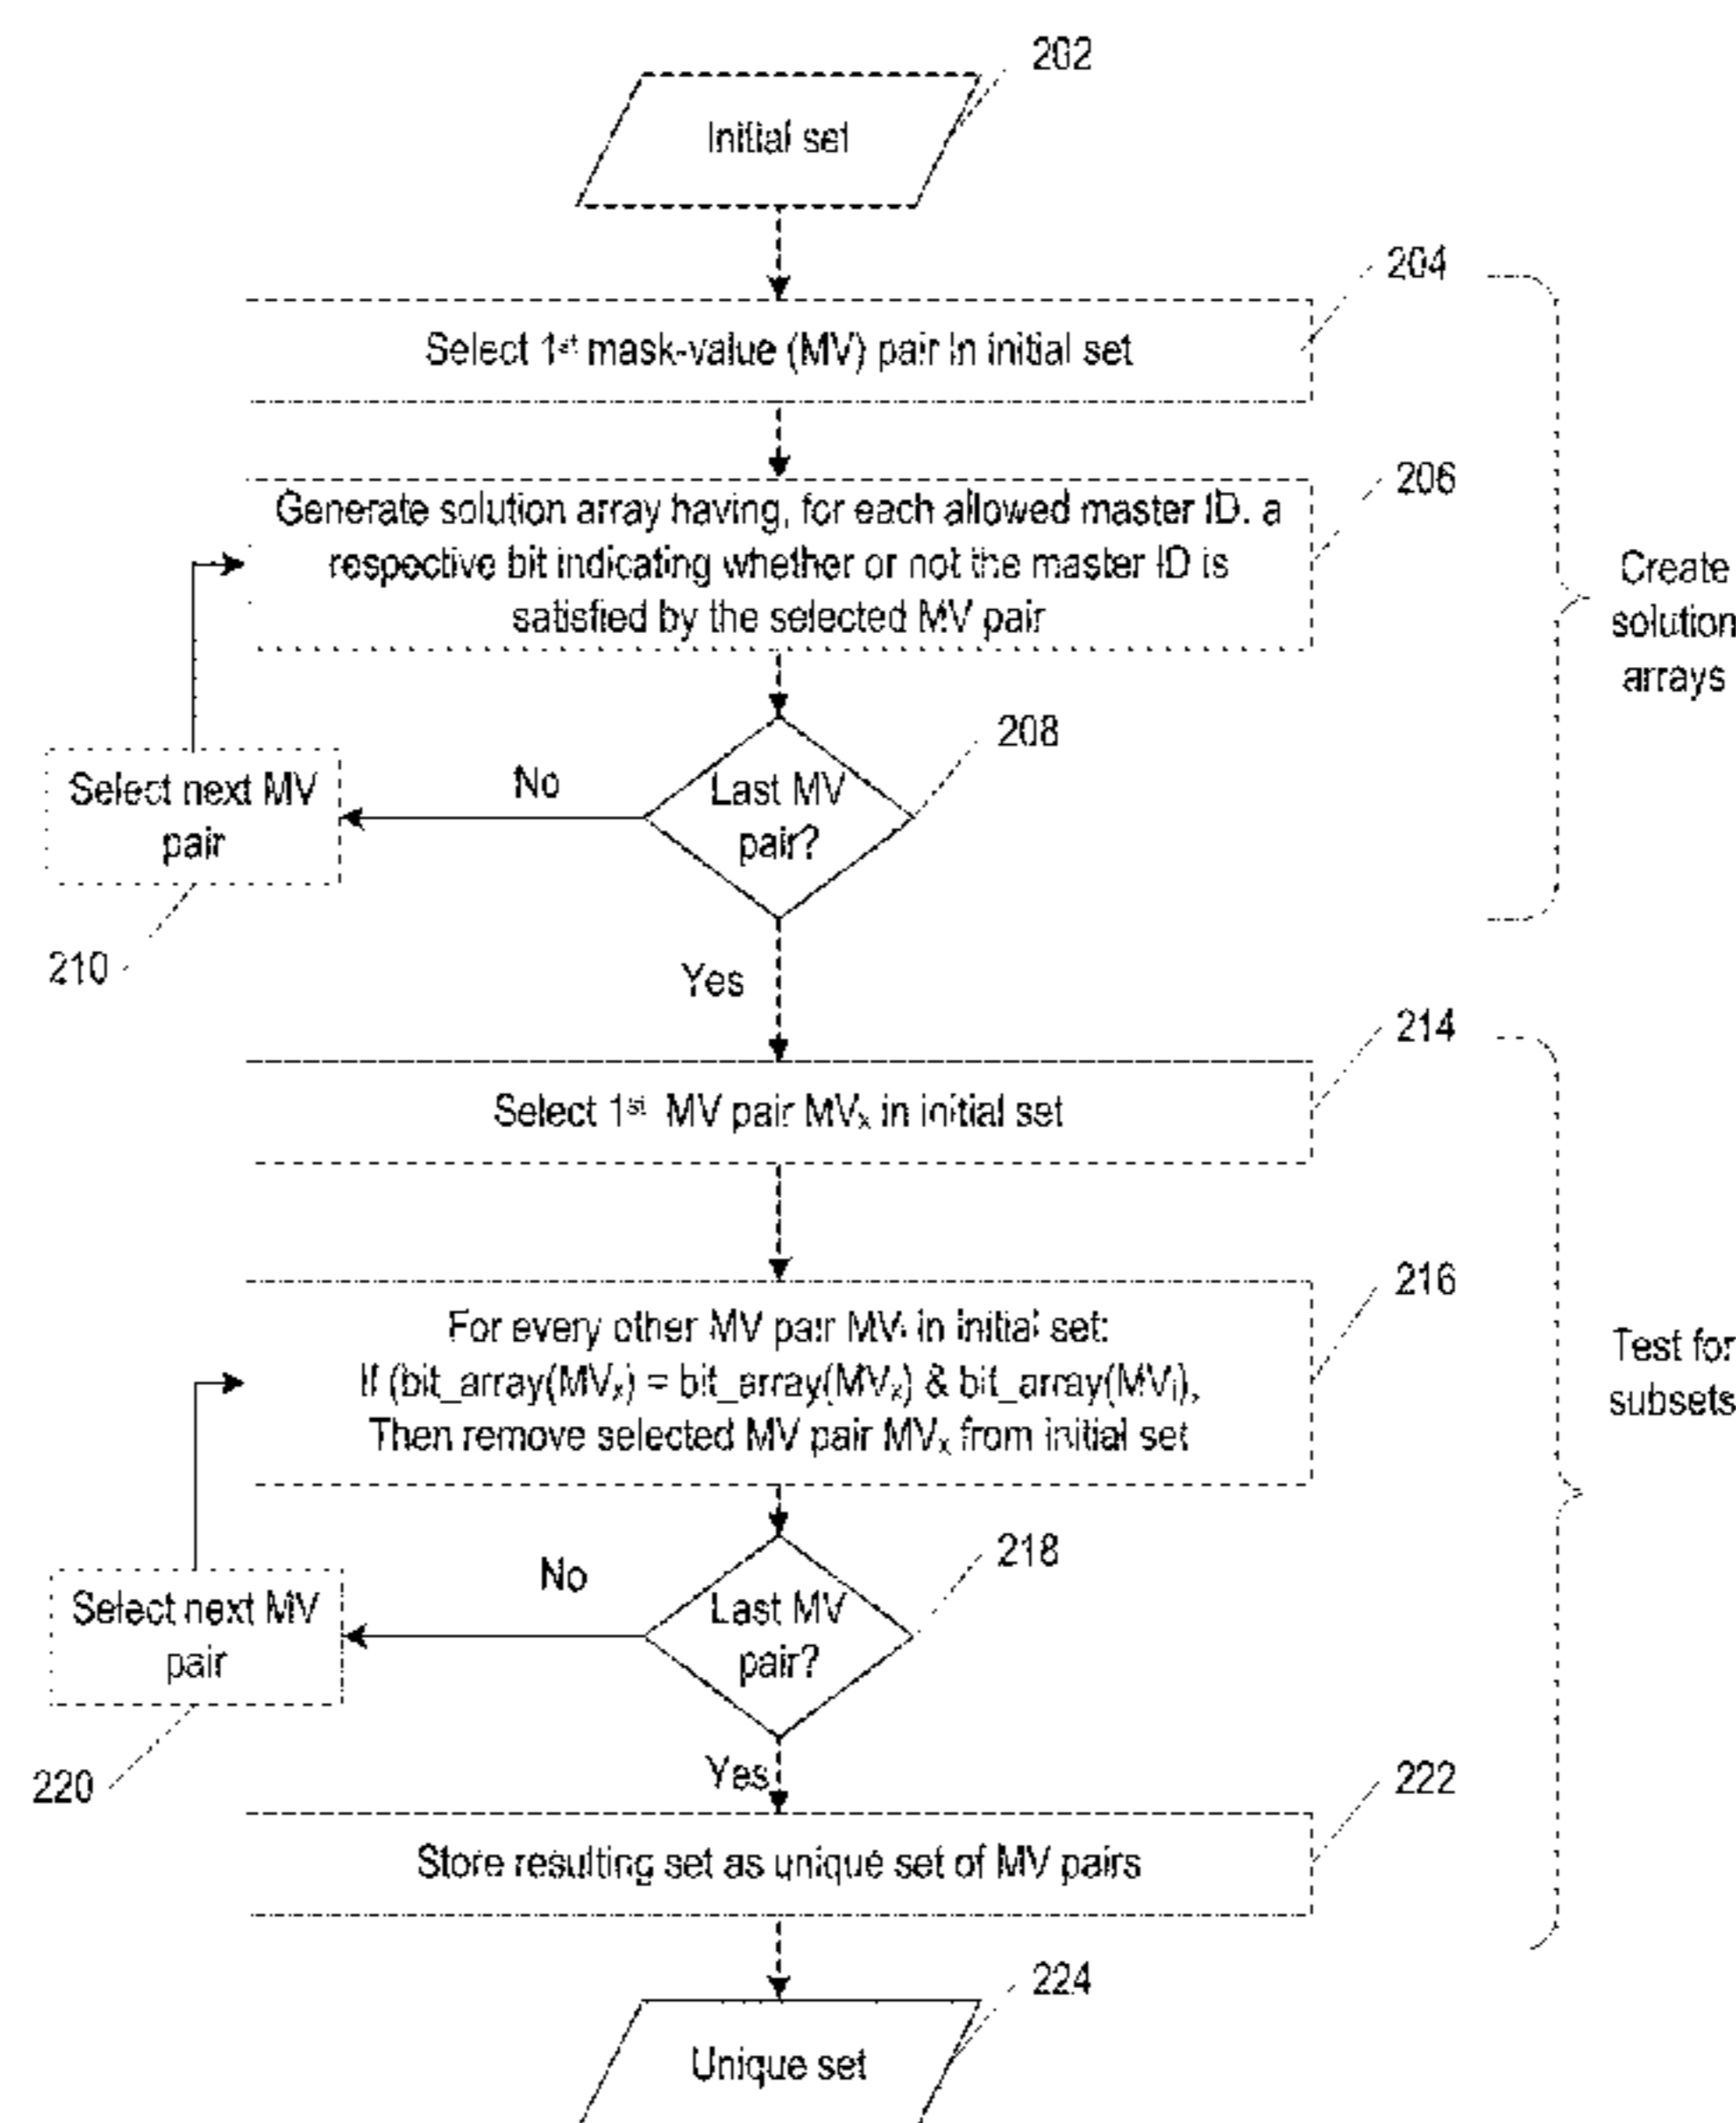 202
Initial set
204
Select 1st mask-value (MV) pair in initial set
206
Generate solution array having, for each allowed master ID, a
respective bit indicating whether or not the master ID is
satisfied by the selected MV pair
Create
solution
arrays
208
Last MV
pair?
No
Select next MV
pair
210
Yes
214
Select 1st MV pair MVx in initial set
216
For every other MV pair MVi in initial set:
If (bit_array(MVx) = bit_array(MVx) & bit_array(MVi),
Then remove selected MV pair MVx from initial set
Test for
subsets
218
Last MV
pair?
No
Select next MV
pair
220
Yes
222
Store resulting set as unique set of MV pairs
224
Unique set